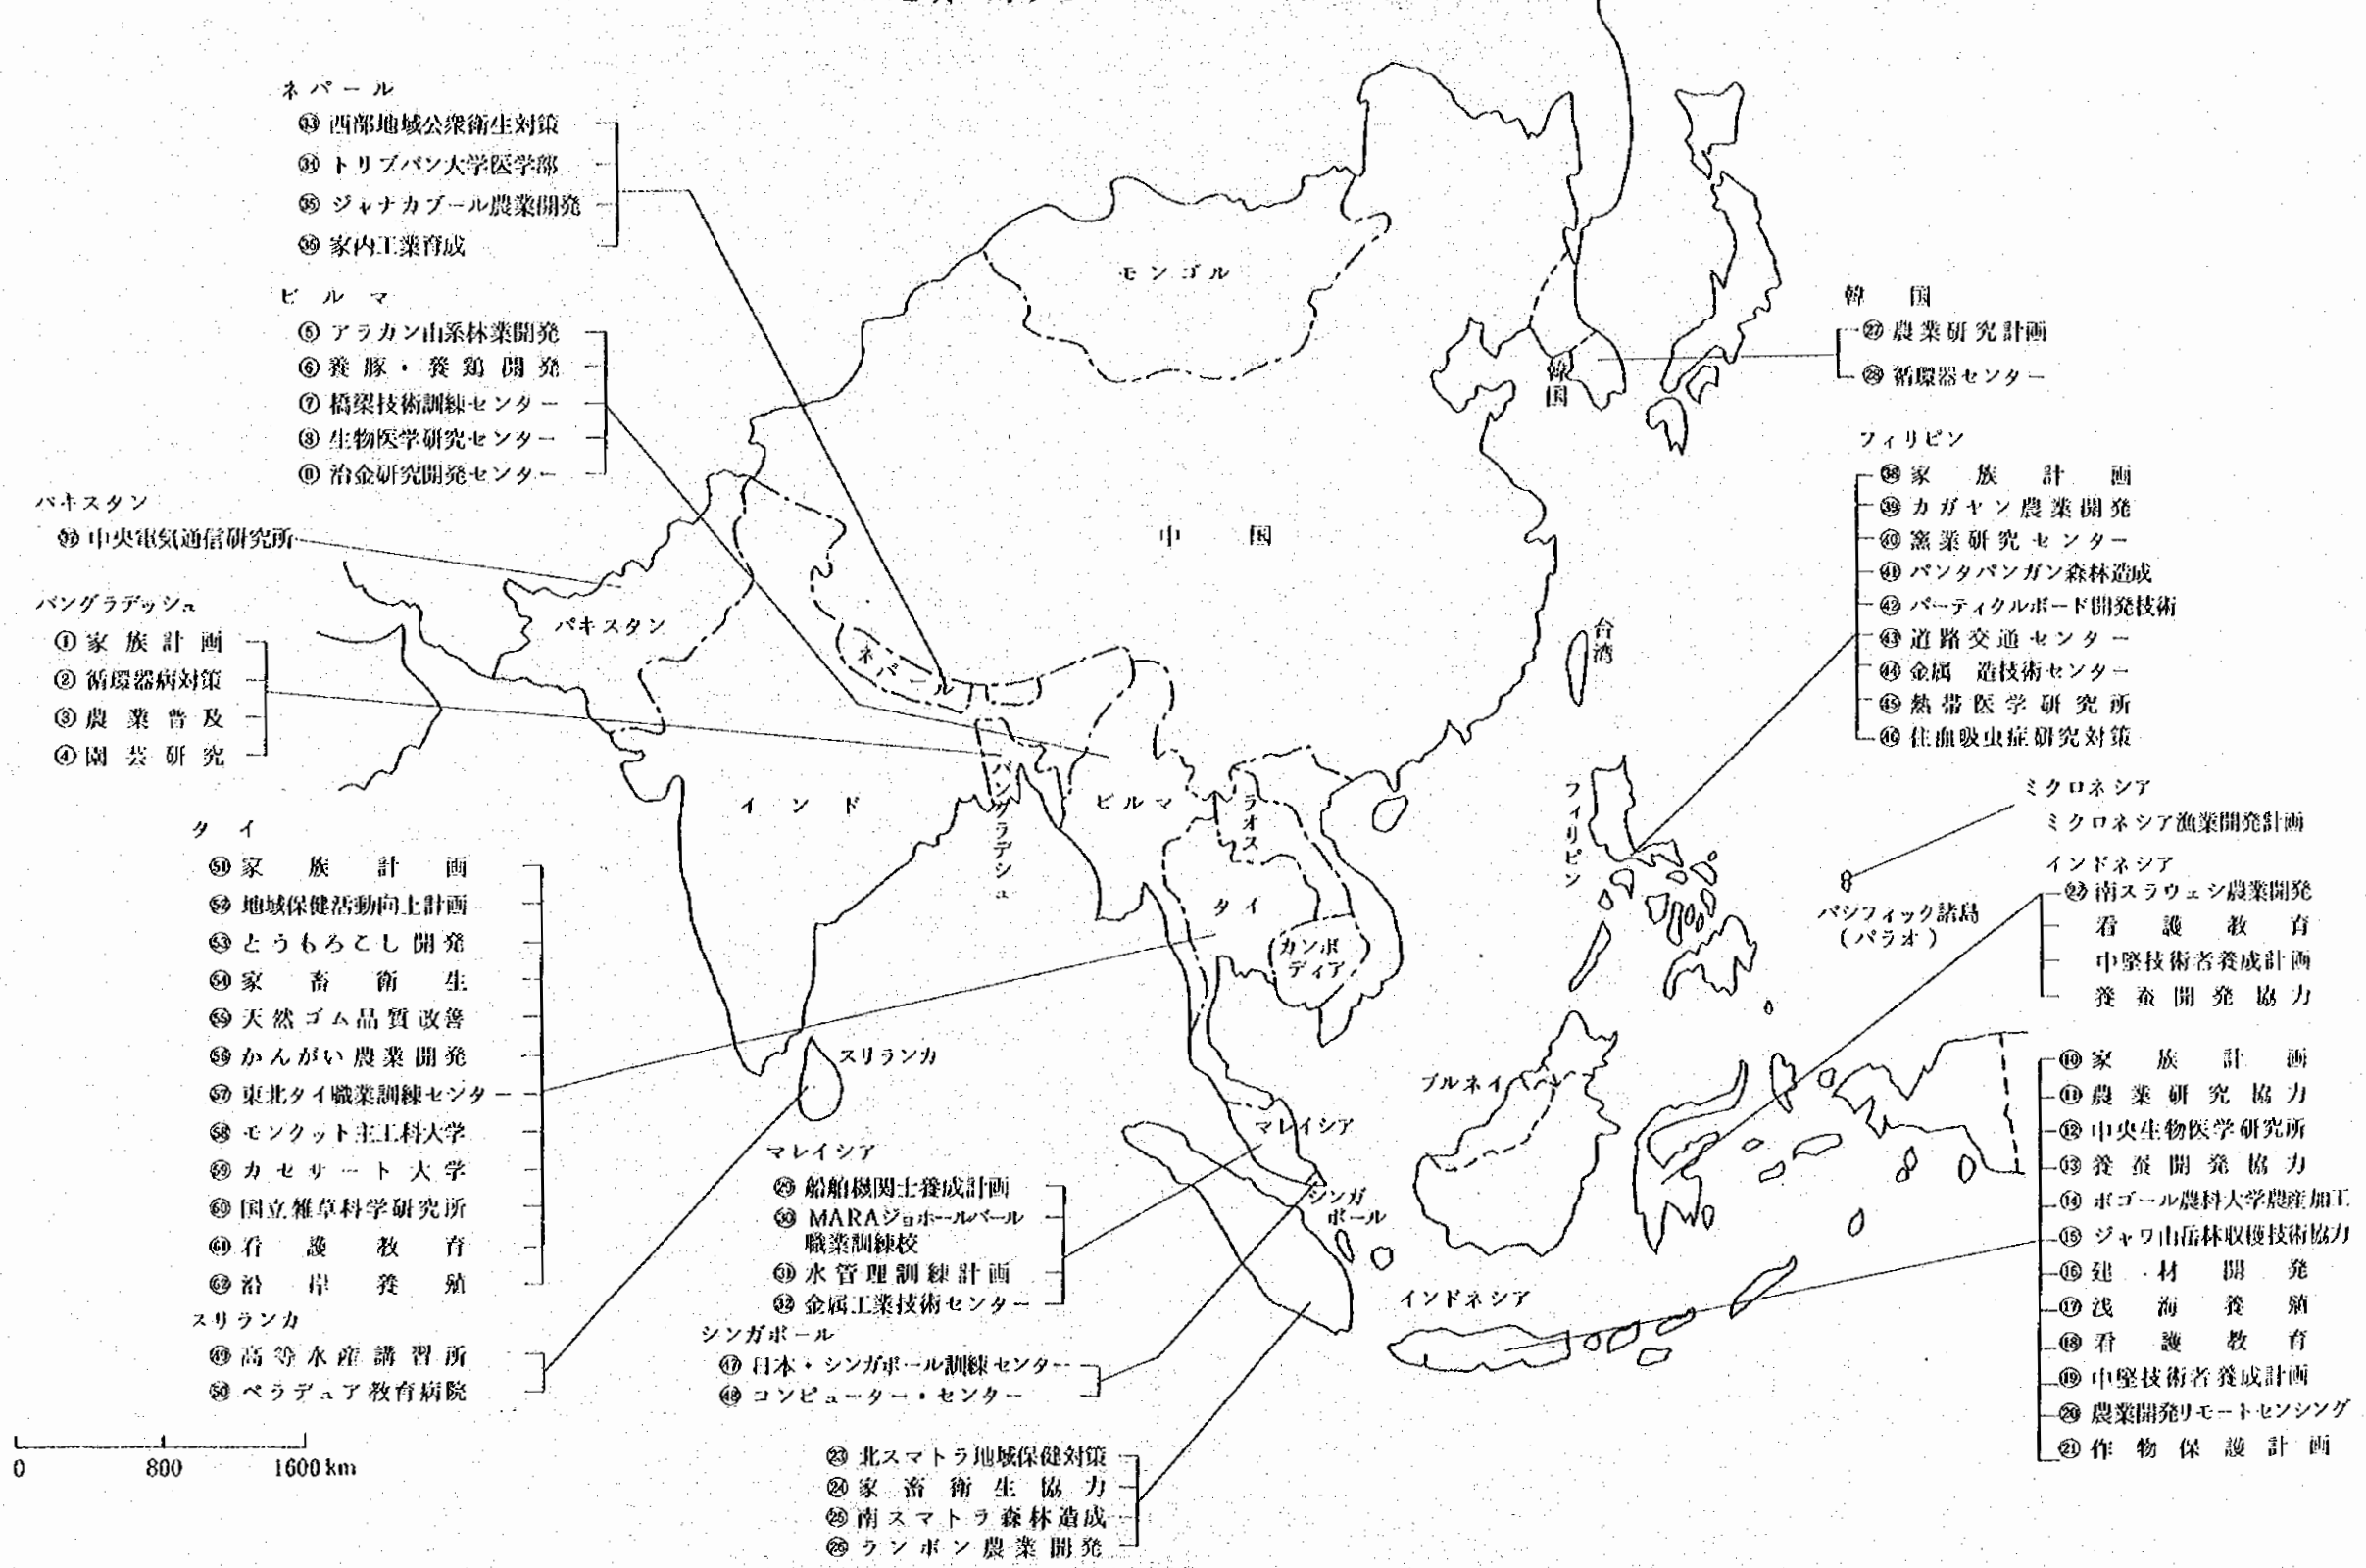 ネパール
㉝ 西部地域公衆衛生対策
㉞ トリブバン大学医学部
㉟ ジャナカプール農業開発
㊱ 家内工業育成
ビルマ
⑤ アラカン山系林業開発
⑥ 養豚・養鶏開発
⑦ 橋梁技術訓練センター
⑧ 生物医学研究センター
冶金研究開発センター
パキスタン
㊲ 中央電気通信研究所
バングラデッシュ
① 家族計画
② 循環器病対策
③ 農業普及
④ 園芸研究
タイ
51 家族計画
52 地域保健活動向上計画
53 とうもろこし開発
54 家畜衛生
55 天然ゴム品質改善
56 かんがい農業開発
57 東北タイ職業訓練センター
58 モンクット王工科大学
59 カセサート大学
60 国立雑草科学研究所
61 看護教育
62 沿岸養殖
スリランカ
㊾ 高等水産講習所
㊿ ペラデュア教育病院
0 800 1600km
マレイシア
㉙ 船舶機関士養成計画
㉚ MARAジョホールバール
職業訓練校
㉛ 水管理訓練計画
㉜ 金属工業技術センター
シンガポール
㊼ 日本・シンガポール訓練センター
㊽ コンピューター・センター
㉓ 北スマトラ地域保健対策
㉔ 家畜衛生協力
㉕ 南スマトラ森林造成
㉖ ランポン農業開発
モンゴル
中国
韓国
台湾
パキスタン
ネパール
インド
バングラデシュ
ビルマ
ラオス
タイ
カンボディア
フィリピン
スリランカ
ブルネイ
マレイシア
シンガポール
インドネシア
パシフィック諸島
（パラオ）
韓国
㉗ 農業研究計画
㉘ 循環器センター
フィリピン
㊳ 家族計画
㊴ カガヤン農業開発
㊵ 窯業研究センター
㊶ パンタバンガン森林造成
㊷ パーティクルボード開発技術
㊸ 道路交通センター
㊹ 金属 造技術センター
㊺ 熱帯医学研究所
㊻ 住血吸虫症研究対策
ミクロネシア
ミクロネシア漁業開発計画
インドネシア
南スラウェシ農業開発
看護教育
中堅技術者養成計画
養蚕開発協力
⑩ 家族計画
⑪ 農業研究協力
⑫ 中央生物医学研究所
⑬ 養蚕開発協力
⑭ ボゴール農科大学農産加工
⑮ ジャワ山岳林収穫技術協力
⑯ 建材開発
⑰ 浅海養殖
⑱ 看護教育
⑲ 中堅技術者養成計画
⑳ 農業開発リモートセンシング
㉑ 作物保護計画